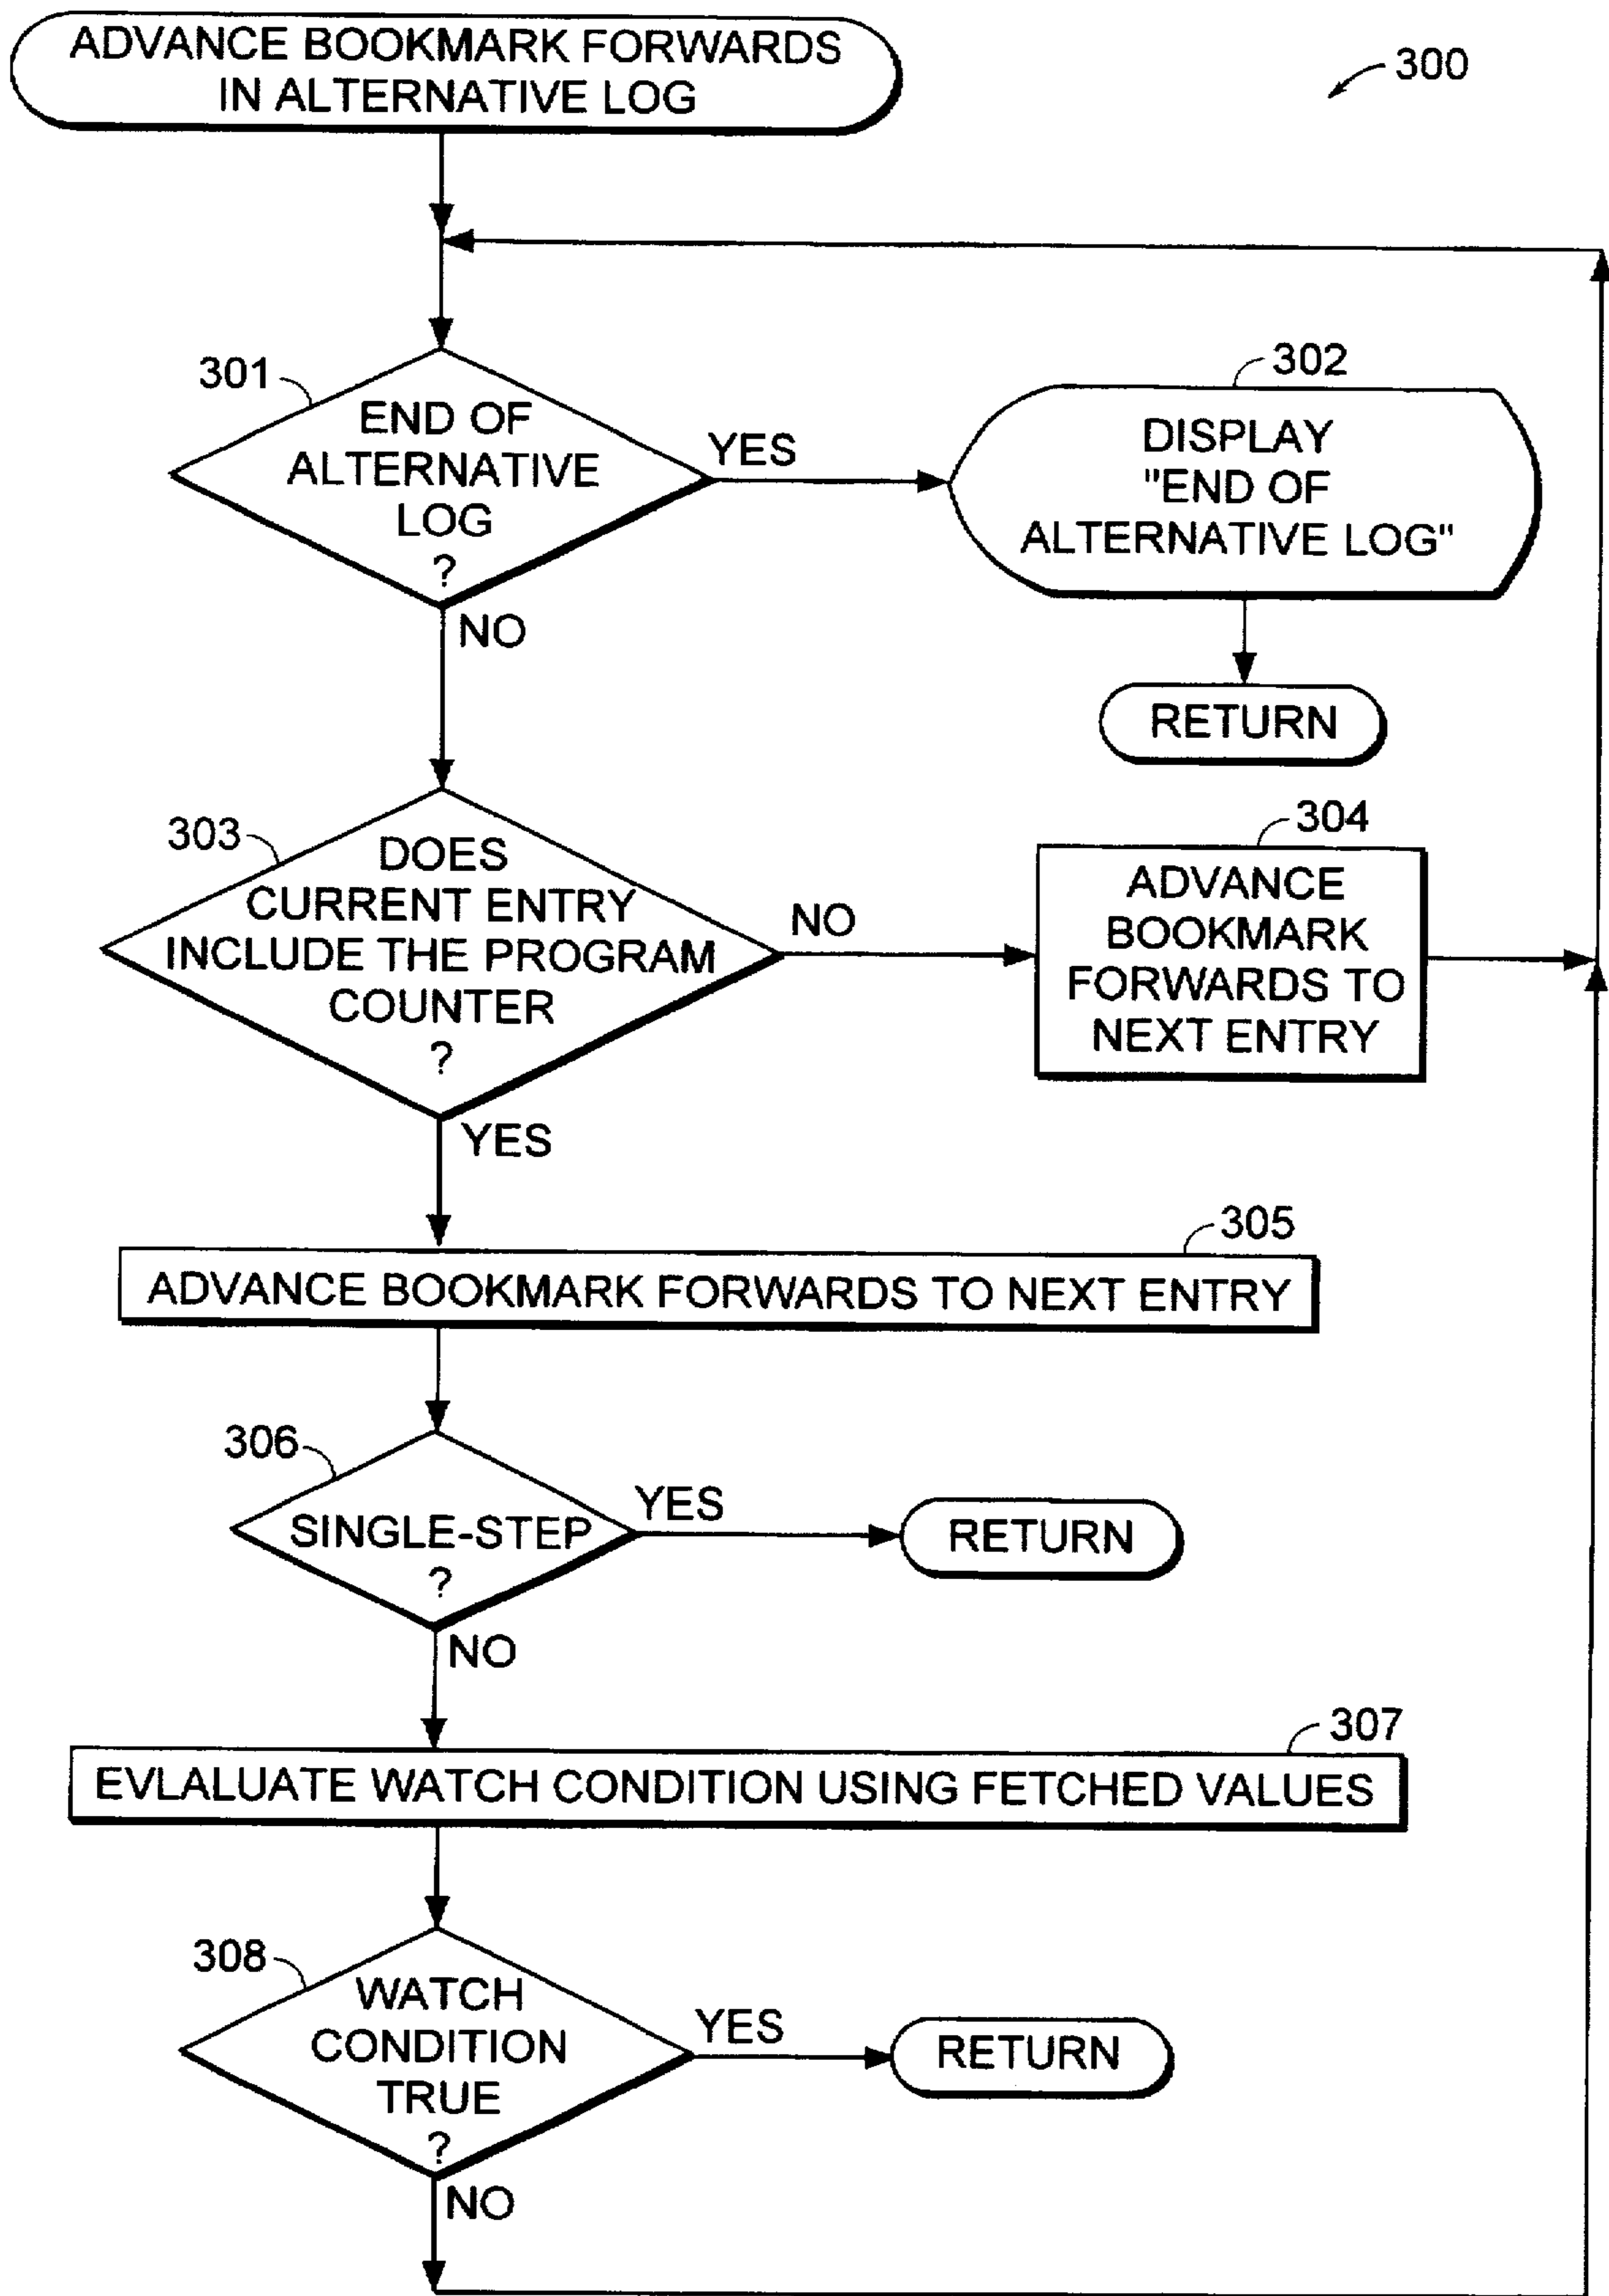 ADVANCE BOOKMARK FORWARDS
IN ALTERNATIVE LOG
300
301
END OF
ALTERNATIVE
LOG
?
YES
NO
302
DISPLAY
"END OF
ALTERNATIVE LOG"
RETURN
303
DOES
CURRENT ENTRY
INCLUDE THE PROGRAM
COUNTER
?
NO
YES
304
ADVANCE
BOOKMARK
FORWARDS TO
NEXT ENTRY
305
ADVANCE BOOKMARK FORWARDS TO NEXT ENTRY
306
SINGLE-STEP
?
YES
RETURN
NO
307
EVLALUATE WATCH CONDITION USING FETCHED VALUES
308
WATCH
CONDITION
TRUE
?
YES
RETURN
NO